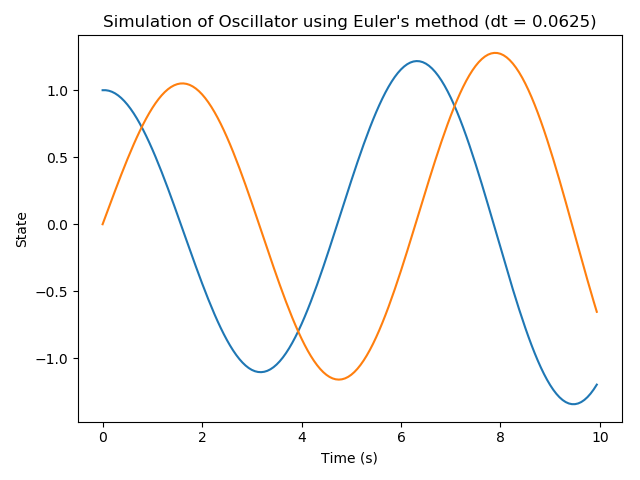 Simulation of Oscillator using Euler's method (dt = 0.0625)
1.0
0.5
0.0
−0.5
−1.0
State
0 2 4 6 8 10
Time (s)